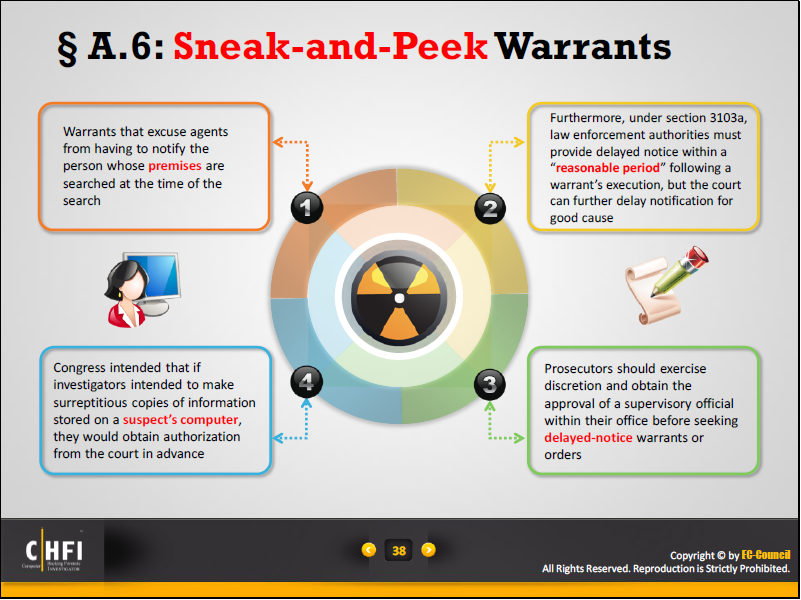 § A.6: Sneak-and-Peek Warrants
Warrants that excuse agents
from having to notify the
person whose premises are
searched at the time of the
search
1
Furthermore, under section 3103a,
law enforcement authorities must
provide delayed notice within a
“reasonable period” following a
warrant’s execution, but the court
can further delay notification for
good cause
2
Congress intended that if
investigators intended to make
surreptitious copies of information
stored on a suspect’s computer,
they would obtain authorization
from the court in advance
4
Prosecutors should exercise
discretion and obtain the
approval of a supervisory official
within their office before seeking
delayed-notice warrants or
orders
3
CHFI
Computer Hacking Forensic
INVESTIGATOR
38
Copyright © by EC-Council
All Rights Reserved. Reproduction is Strictly Prohibited.